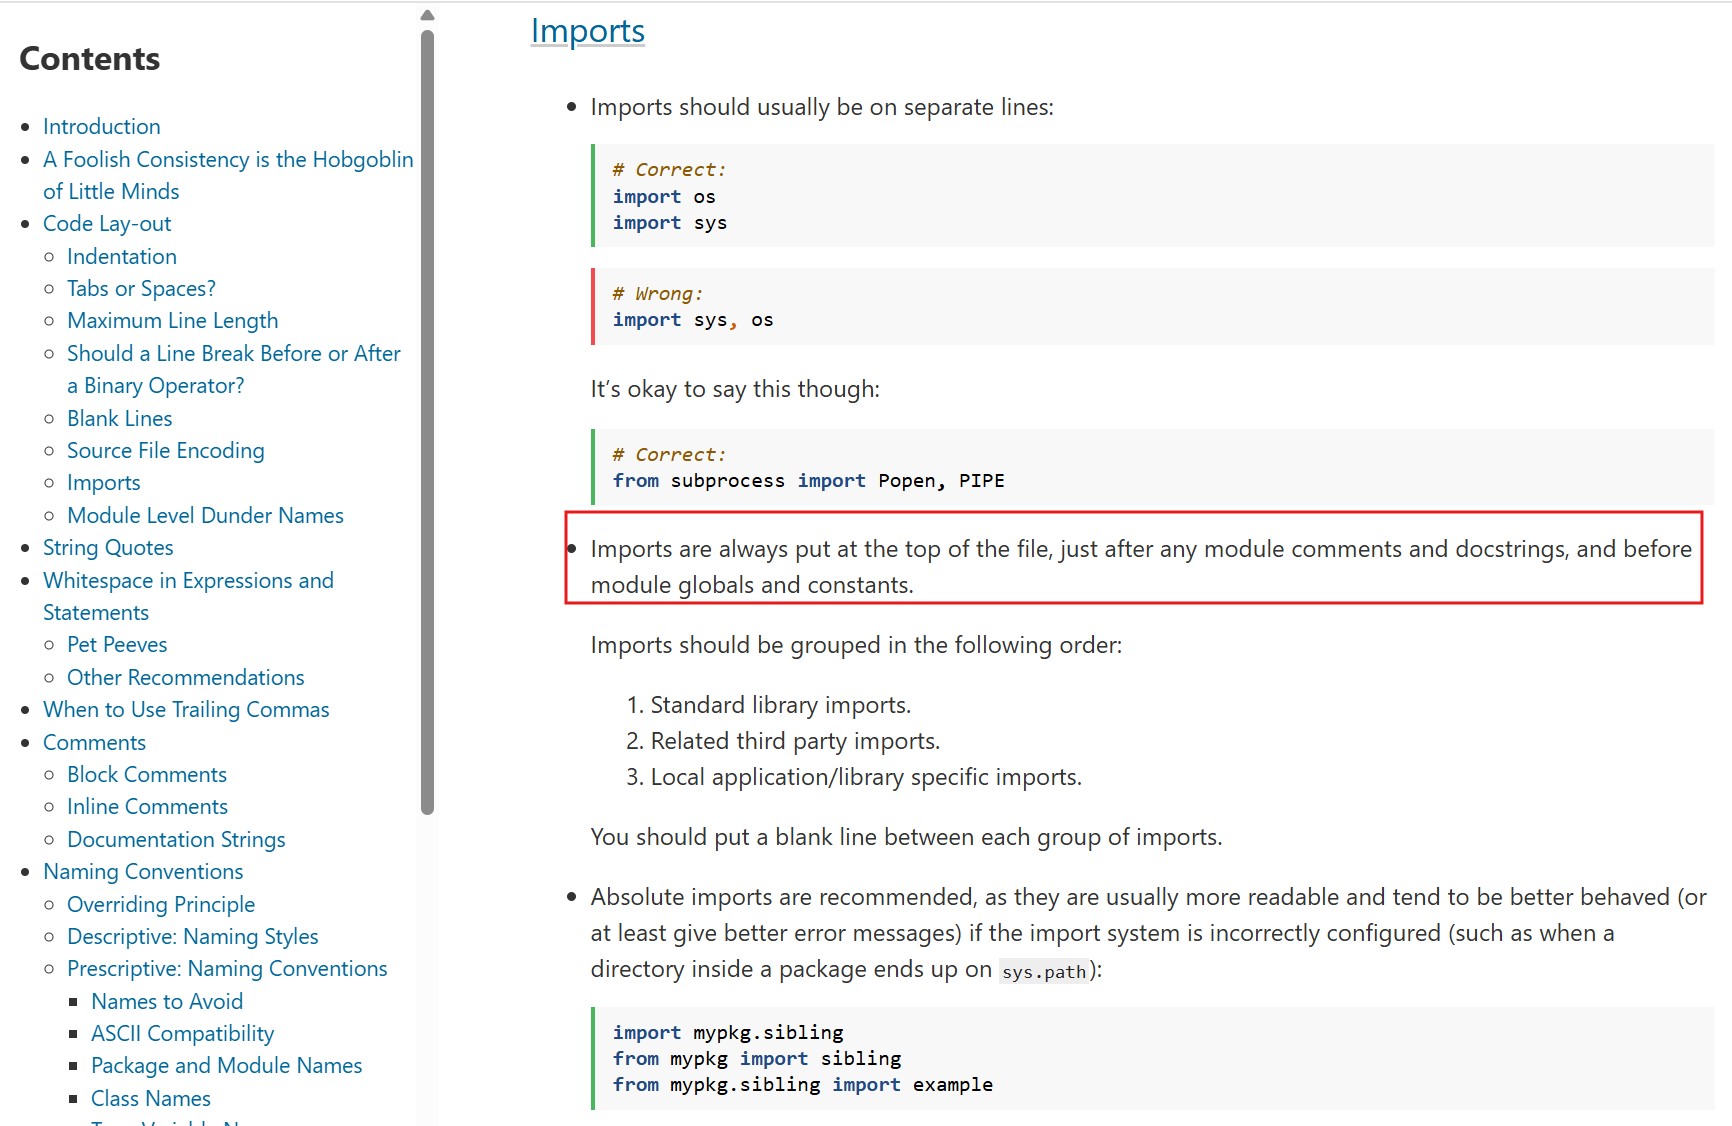 Contents
Introduction
A Foolish Consistency is the Hobgoblin
of Little Minds
Code Lay-out
Indentation
Tabs or Spaces?
Maximum Line Length
Should a Line Break Before or After
a Binary Operator?
Blank Lines
Source File Encoding
Imports
Module Level Dunder Names
String Quotes
Whitespace in Expressions and
Statements
Pet Peeves
Other Recommendations
When to Use Trailing Commas
Comments
Block Comments
Inline Comments
Documentation Strings
Naming Conventions
Overriding Principle
Descriptive: Naming Styles
Prescriptive: Naming Conventions
Names to Avoid
ASCII Compatibility
Package and Module Names
Class Names
Imports
Imports should usually be on separate lines:
# Correct:
import os
import sys
# Wrong:
import sys, os
It’s okay to say this though:
# Correct:
from subprocess import Popen, PIPE
Imports are always put at the top of the file, just after any module comments and docstrings, and before
module globals and constants.
Imports should be grouped in the following order:
1. Standard library imports.
2. Related third party imports.
3. Local application/library specific imports.
You should put a blank line between each group of imports.
Absolute imports are recommended, as they are usually more readable and tend to be better behaved (or
at least give better error messages) if the import system is incorrectly configured (such as when a
directory inside a package ends up on sys.path):
import mypkg.sibling
from mypkg import sibling
from mypkg.sibling import example